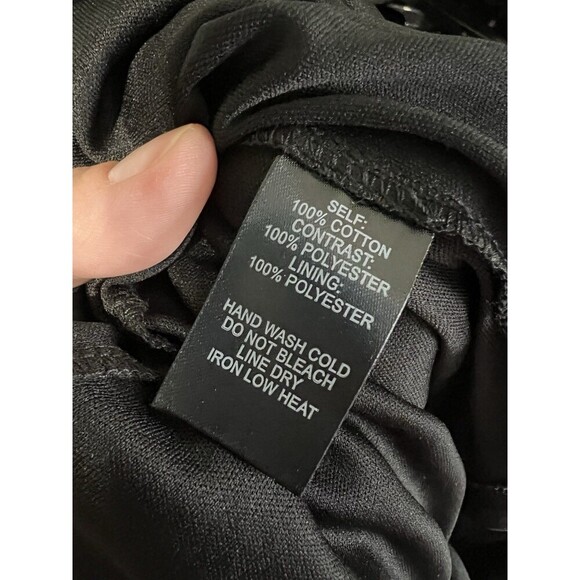 SELF:
100% COTTON
CONTRAST:
100% POLYESTER
LINING:
100% POLYESTER
HAND WASH COLD
DO NOT BLEACH
LINE DRY
IRON LOW HEAT